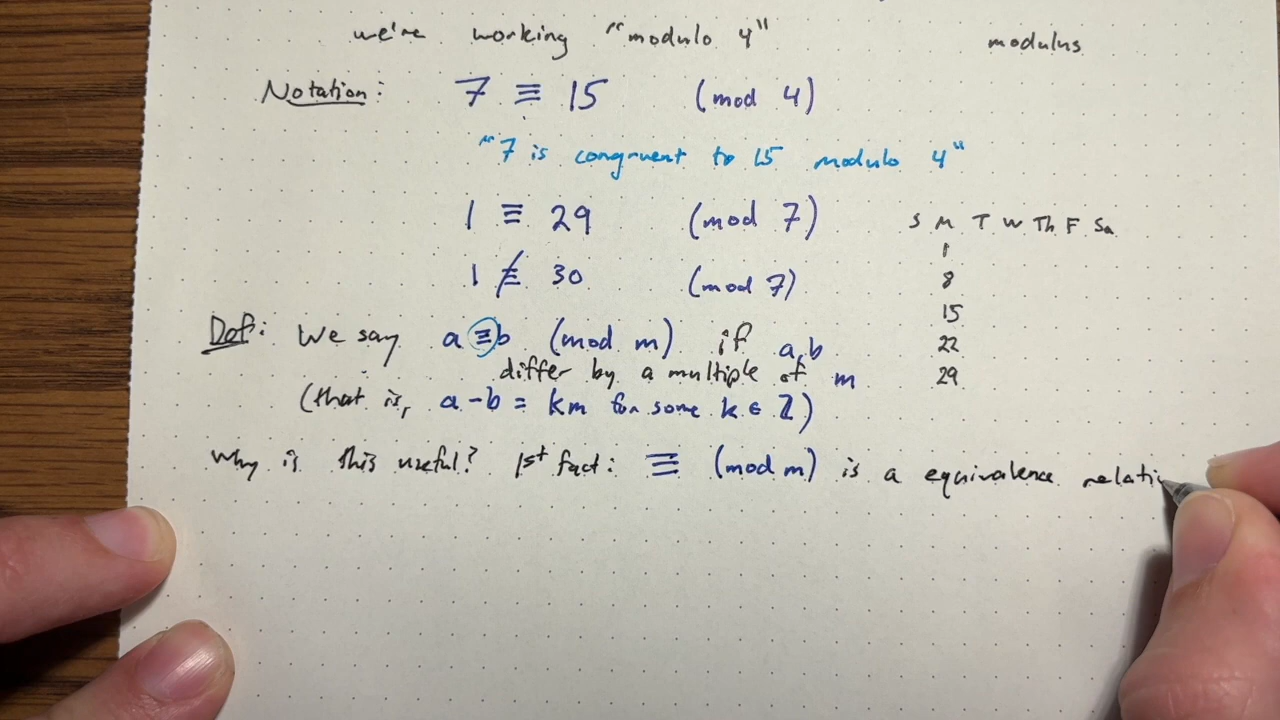 we're working "modulo 4" modulus
Notation: 7 ≡ 15 (mod 4)
"7 is congruent to 15 modulo 4"
1 ≡ 29 (mod 7)
S M T W Th F Sa
1
1 ≢ 30 (mod 7)
8
15
Def: We say a ≡ b (mod m) if a,b
22
differ by a multiple of m
29
(that is, a-b = km for some k ∈ ℤ)
Why is this useful? 1st fact: ≡ (mod m) is a equivalence relatio